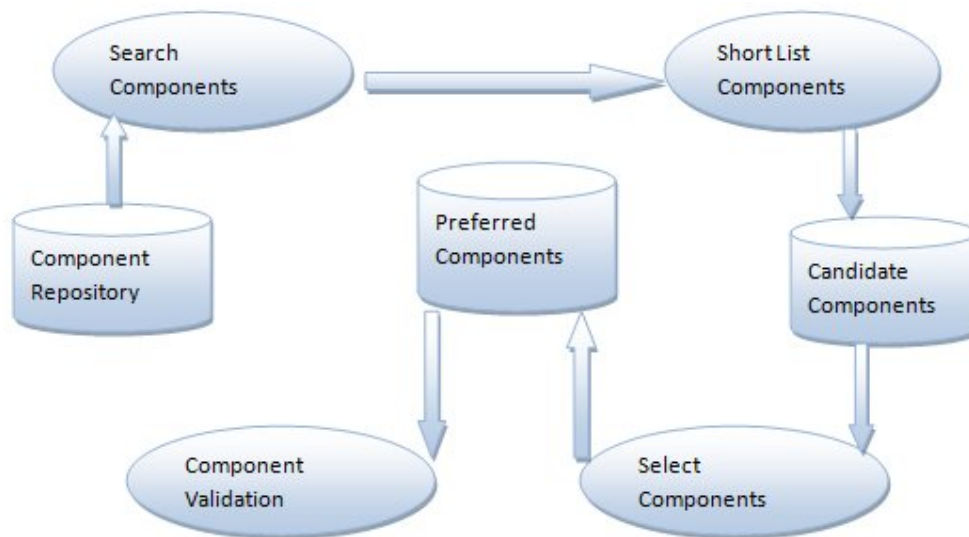 Search
Components
Short List
Components
Component
Repository
Preferred
Components
Candidate
Components
Component
Validation
Select
Components